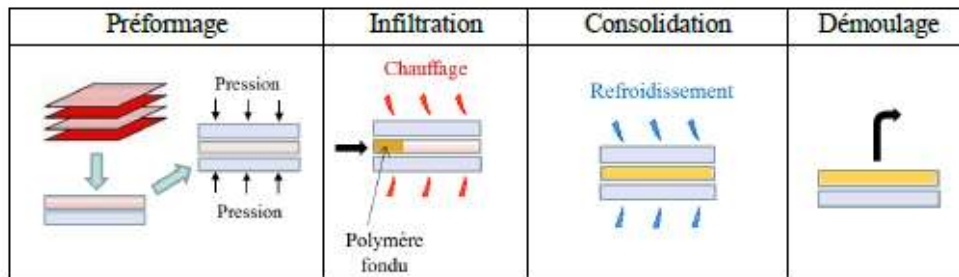 Préformage
Infiltration
Consolidation
Démoulage
Pression
Pression
Chauffage
Polymère
fondu
Refroidissement